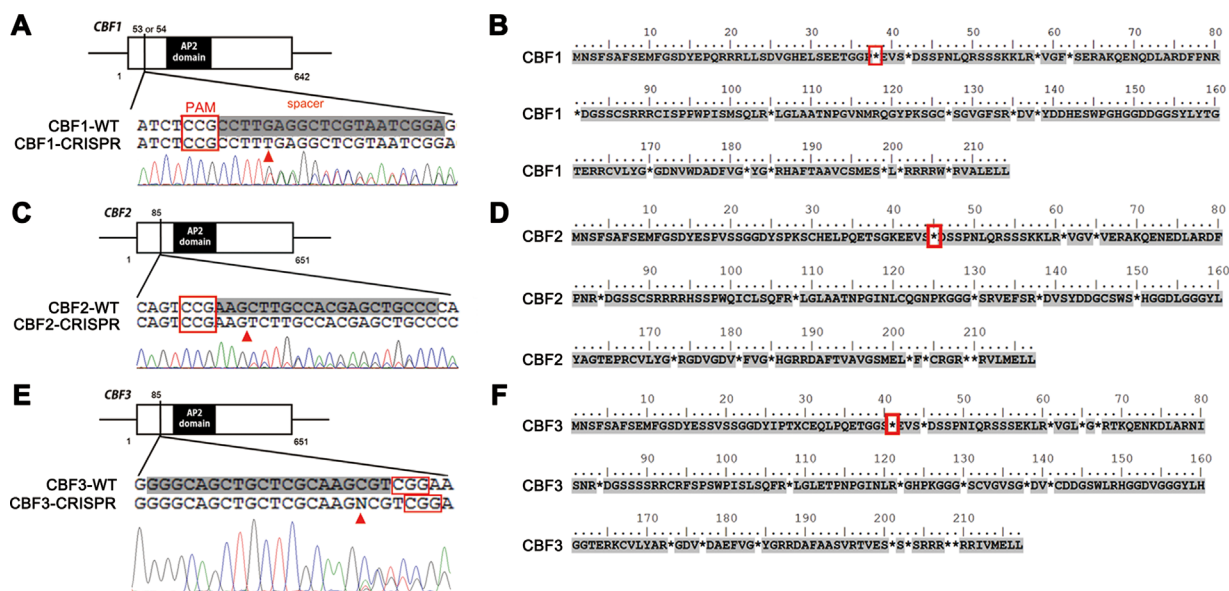 A
CBF1
53 or 54
AP2 domain
1
642
PAM
spacer
CBF1-WT ATCTCCGCCTTGAGGCTCGTAATCGGAG
CBF1-CRISPR ATCTCCGCCTTTGAGGCTCGTAATCGGA
B
10 20 30 40 50 60 70 80
CBF1 MNSFSAFSEMFGSDYEPQRRRLLSDVGHELSEETGGP*EVS*DSSPNLQRSSSSKKLR*VGF*SERAKQENQDLARDFPNR
90 100 110 120 130 140 150 160
CBF1 *DGSSCSRRRCISPWPISMSQLR*LGLAATNPGVNMRQGYPKSGC*SGVGFSR*DV*YDDHESWPGHGGDDGGSYLYTG
170 180 190 200 210
CBF1 TERRCVLYG*GDNVWDADFVG*YG*RHAFTAAVCSMES*L*RRRRW*RVALELL
C
CBF2
85
AP2 domain
1
651
CBF2-WT CAGTCCGAAGCTTGCCACGAGCTGCCCCA
CBF2-CRISPR CAGTCCGAAGTCTTGCCACGAGCTGCCCC
D
10 20 30 40 50 60 70 80
CBF2 MNSFSAFSEMFGSDYESFVSSGGDYSPKSCHELPQETSGKEEVS*DSSPNLQRSSSSKKLR*VGV*VERAKQENEDLARDF
90 100 110 120 130 140 150 160
CBF2 PNR*DGSSCSRRRRHSSPWQICLSQFR*LGLAATNPGINLCQGNPKGGG*SRVEFSR*DVSYDDGCSWS*HGGDLGGGYL
170 180 190 200 210
CBF2 YAGTEPRCVLYG*RGDVGDV*FVG*HGRRDAFTVAVGSMEL*F*CRGR**RVLMELL
E
CBF3
85
AP2 domain
1
651
CBF3-WT GGGGCAGCTGCTCGCAAGCGTCGGAA
CBF3-CRISPR GGGGCAGCTGCTCGCAAGNCGTCGGA
F
10 20 30 40 50 60 70 80
CBF3 MNSFSAFSEMFGSDYESSVSSGGDYIPTXCEQLPQETGGS*EVS*DSSPNIQRSSSEKLR*VGL*G*RTKQENKDLARNI
90 100 110 120 130 140 150 160
CBF3 SNR*DGSSSSRRCRFSPSWPISLSQFR*LGLETPNPGINLR*GHPKGGG*SCVGVSG*DV*CDDGSWLRHGGDVGGGYLH
170 180 190 200 210
CBF3 GGTERKCVLYAR*GDV*DAEFVG*YGRRDAFAASVRTVES*S*SRRR**RRIVMELL